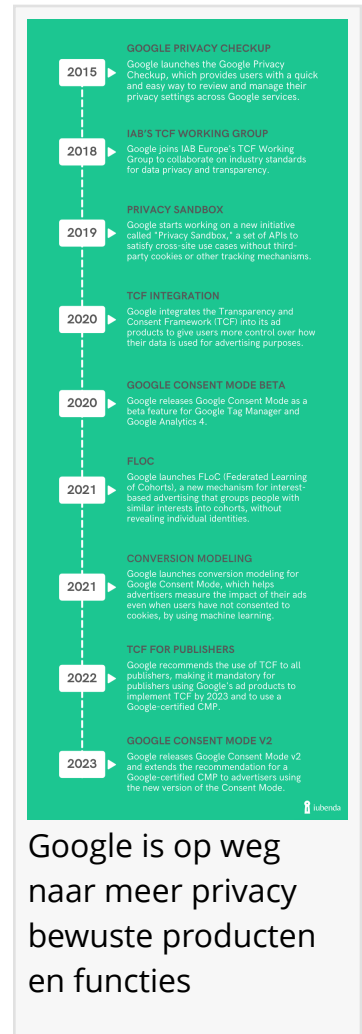 GOOGLE PRIVACY CHECKUP
2015
Google launches the Google Privacy
Checkup, which provides users with a quick
and easy way to review and manage their
privacy settings across Google services.
IAB'S TCF WORKING GROUP
2018
Google joins IAB Europe's TCF Working
Group to collaborate on industry standards
for data privacy and transparency.
PRIVACY SANDBOX
2019
Google starts working on a new initiative
called "Privacy Sandbox," a set of APIs to
satisfy cross-site use cases without third-
party cookies or other tracking mechanisms.
TCF INTEGRATION
2020
Google integrates the Transparency and
Consent Framework (TCF) into its ad
products to give users more control over how
their data is used for advertising purposes.
GOOGLE CONSENT MODE BETA
2020
Google releases Google Consent Mode as a
beta feature for Google Tag Manager and
Google Analytics 4.
FLOC
2021
Google launches FLoC (Federated Learning
of Cohorts), a new mechanism for interest-
based advertising that groups people with
similar interests into cohorts, without
revealing individual identities.
CONVERSION MODELING
2021
Google launches conversion modeling for
Google Consent Mode, which helps
advertisers measure the impact of their ads
even when users have not consented to
cookies, by using machine learning.
TCF FOR PUBLISHERS
2022
Google recommends the use of TCF to all
publishers, making it mandatory for
publishers using Google's ad products to
implement TCF by 2023 and to use a
Google-certified CMP.
GOOGLE CONSENT MODE V2
2023
Google releases Google Consent Mode v2
and extends the recommendation for a
Google-certified CMP to advertisers using
the new version of the Consent Mode.
iubenda
Google is op weg
naar meer privacy
bewuste producten
en functies